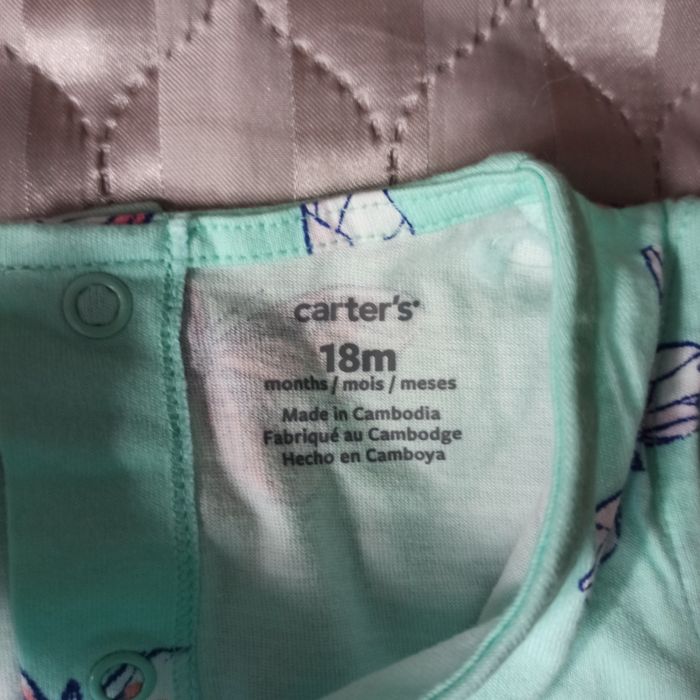 carter's
18m
months / mois / meses
Made in Cambodia
Fabriqué au Cambodge
Hecho en Camboya